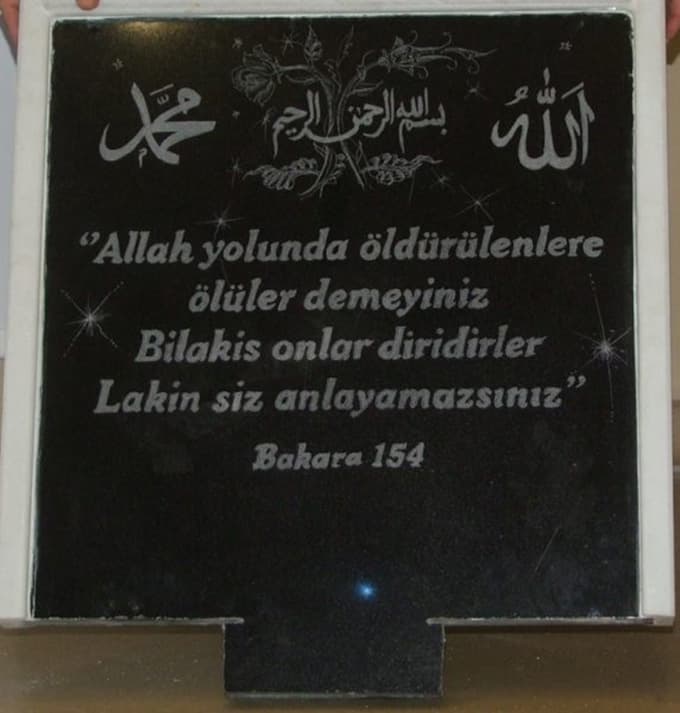 محمد بسم الله الرحمن الرحيم الله
‘’Allah yolunda öldürülenlere
ölüler demeyiniz
Bilakis onlar diridirler
Lakin siz anlayamazsınız’’
Bakara 154